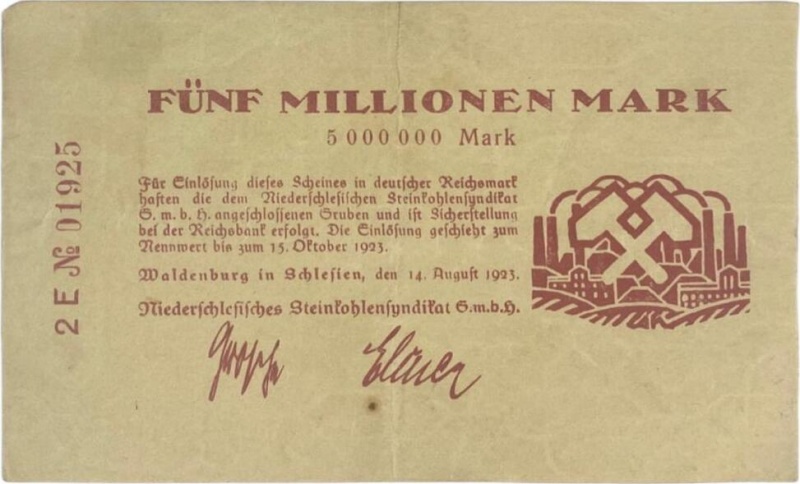 FÜNF MILLIONEN MARK
5 000 000 Mark
Für Einlösung dieses Scheines in deutscher Reichsmark
haften die dem Niederschlesischen Steinkohlensyndikat
G. m. b. H. angeschlossenen Gruben und ist Sicherstellung
bei der Reichsbank erfolgt. Die Einlösung geschieht zum
Nennwert bis zum 15. Oktober 1923.
Waldenburg in Schlesien, den 14. August 1923.
Niederschlesisches Steinkohlensyndikat G.m.b.H.
2 E № 01925